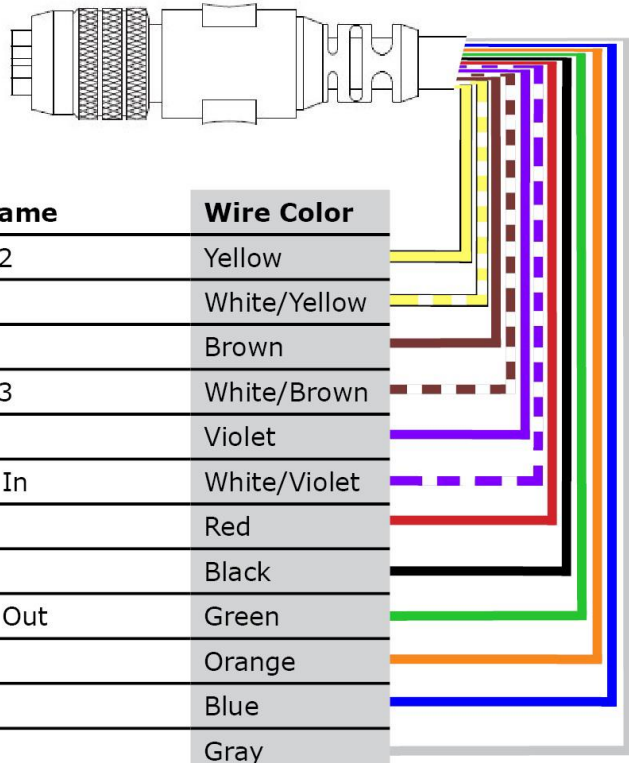 ame Wire Color
2 Yellow
White/Yellow
Brown
3 White/Brown
Violet
In White/Violet
Red
Black
Out Green
Orange
Blue
Gray